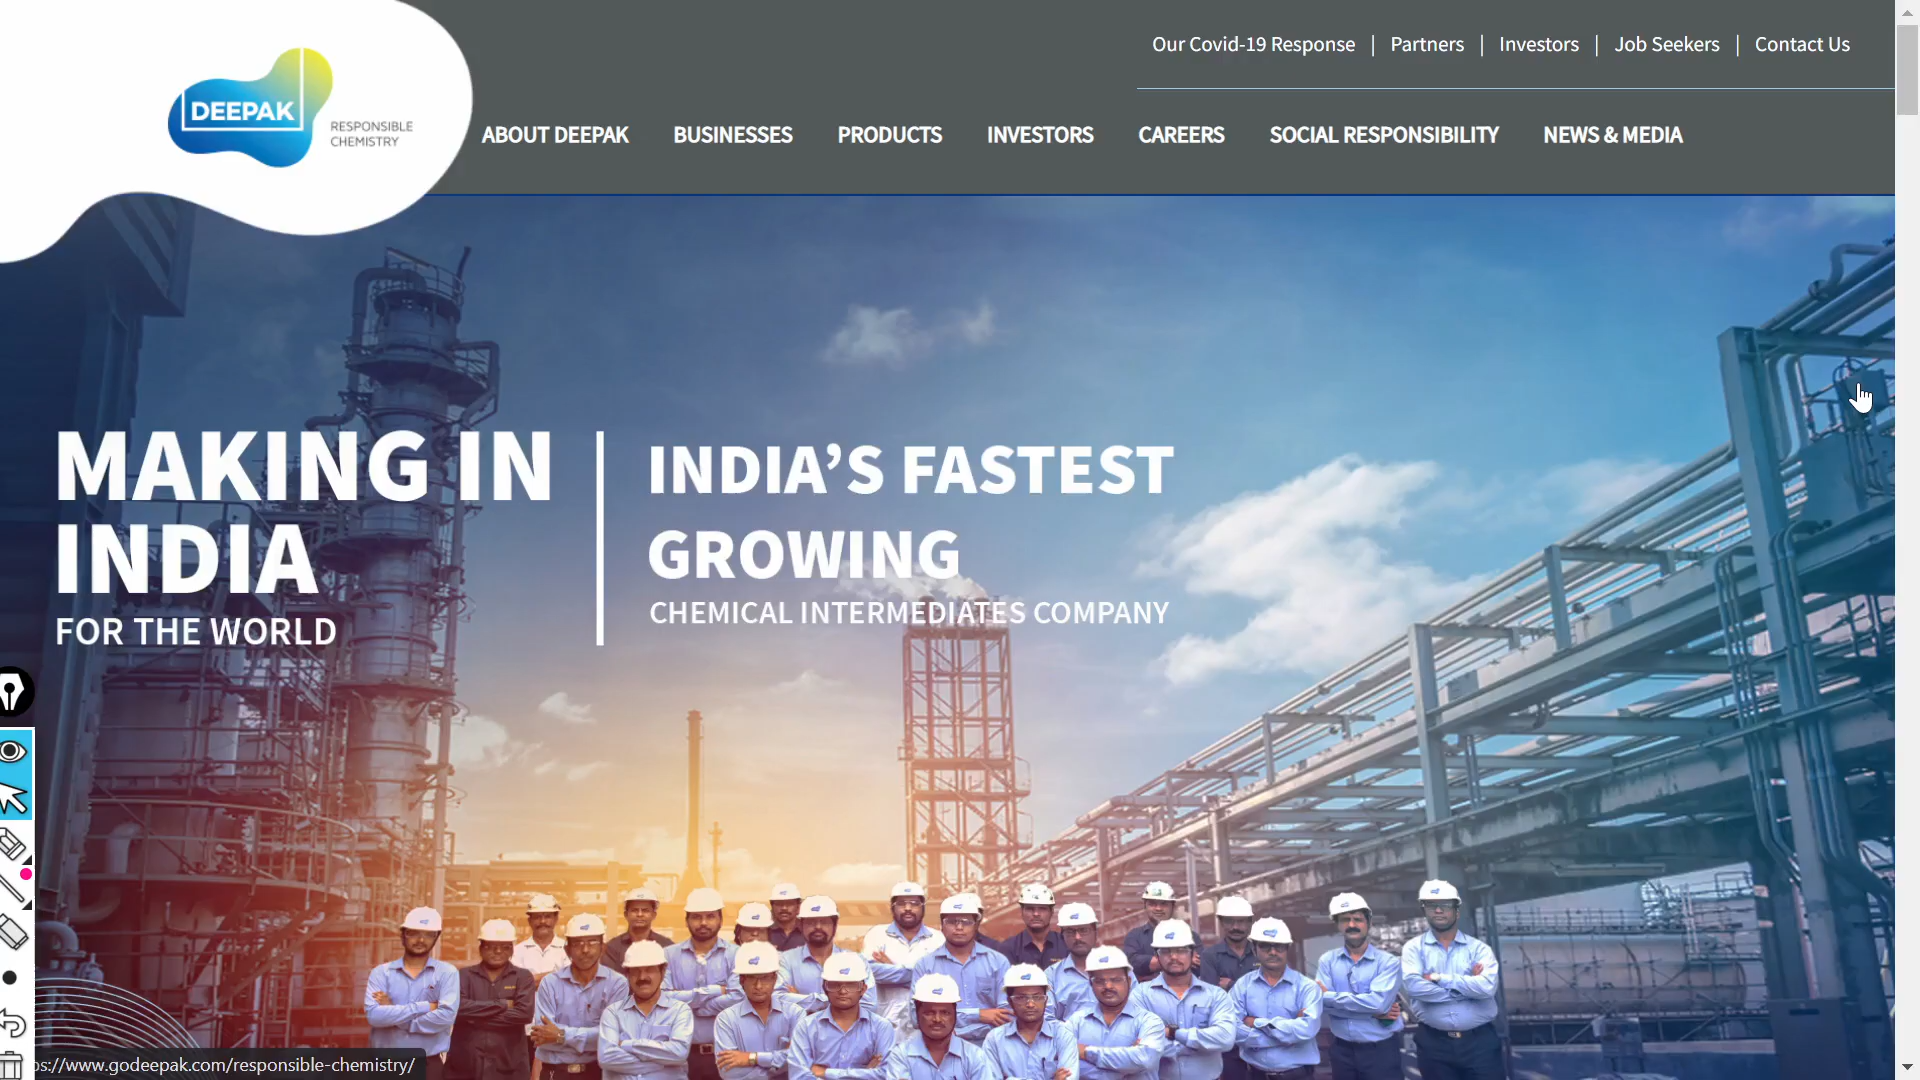 Our Covid-19 Response | Partners | Investors | Job Seekers | Contact Us
DEEPAK
RESPONSIBLE
CHEMISTRY
ABOUT DEEPAK BUSINESSES PRODUCTS INVESTORS CAREERS SOCIAL RESPONSIBILITY NEWS & MEDIA
MAKING IN
INDIA
FOR THE WORLD
INDIA’S FASTEST
GROWING
CHEMICAL INTERMEDIATES COMPANY
ps://www.godeepak.com/responsible-chemistry/